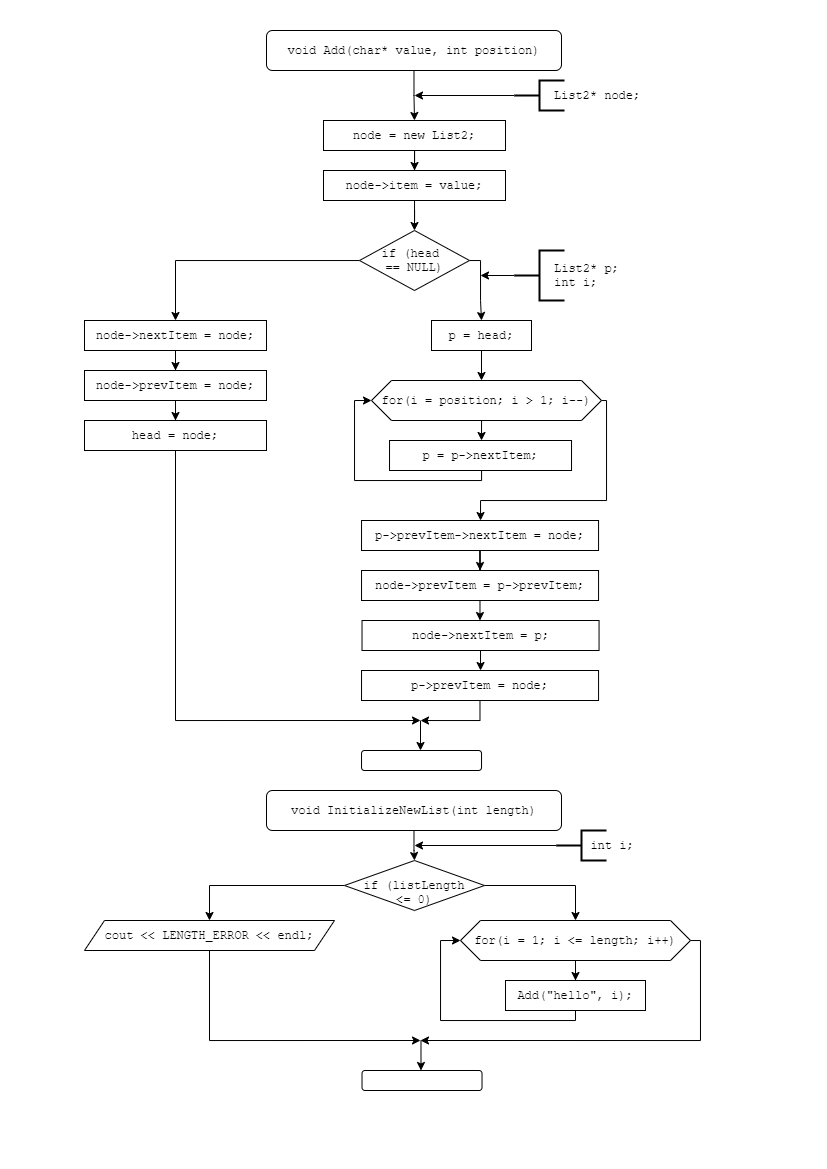 void Add(char* value, int position)
List2* node;
node = new List2;
node->item = value;
if (head
== NULL)
List2* p;
int i;
node->nextItem = node;
p = head;
node->prevItem = node;
for(i = position; i > 1; i--)
head = node;
p = p->nextItem;
p->prevItem->nextItem = node;
node->prevItem = p->prevItem;
node->nextItem = p;
p->prevItem = node;
void InitializeNewList(int length)
int i;
if (listLength
<= 0)
cout << LENGTH_ERROR << endl;
for(i = 1; i <= length; i++)
Add("hello", i);